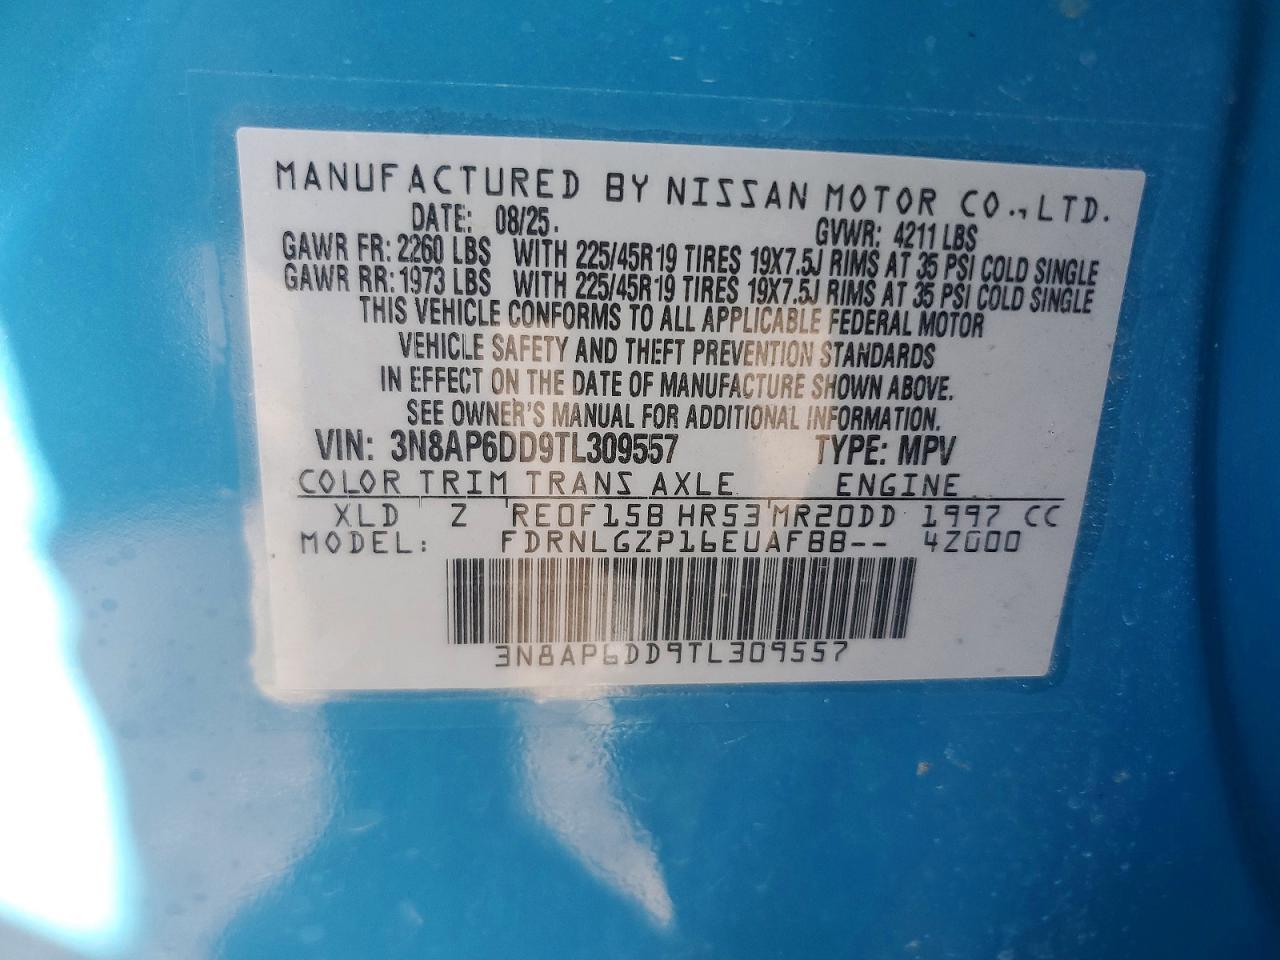 MANUFACTURED BY NISSAN MOTOR CO.,LTD.
DATE: 08/25. GVWR: 4211 LBS
GAWR FR: 2260 LBS WITH 225/45R19 TIRES 19X7.5J RIMS AT 35 PSI COLD SINGLE
GAWR RR: 1973 LBS WITH 225/45R19 TIRES 19X7.5J RIMS AT 35 PSI COLD SINGLE
THIS VEHICLE CONFORMS TO ALL APPLICABLE FEDERAL MOTOR
VEHICLE SAFETY AND THEFT PREVENTION STANDARDS
IN EFFECT ON THE DATE OF MANUFACTURE SHOWN ABOVE.
SEE OWNER'S MANUAL FOR ADDITIONAL INFORMATION.
VIN: 3N8AP6DD9TL309557 TYPE: MPV
COLOR TRIM TRANS AXLE ENGINE
XLD Z RE0F15B HR53 MR20DD 1997 CC
MODEL: FDRNLGZP16EUAFBB-- 4Z000
3N8AP6DD9TL309557